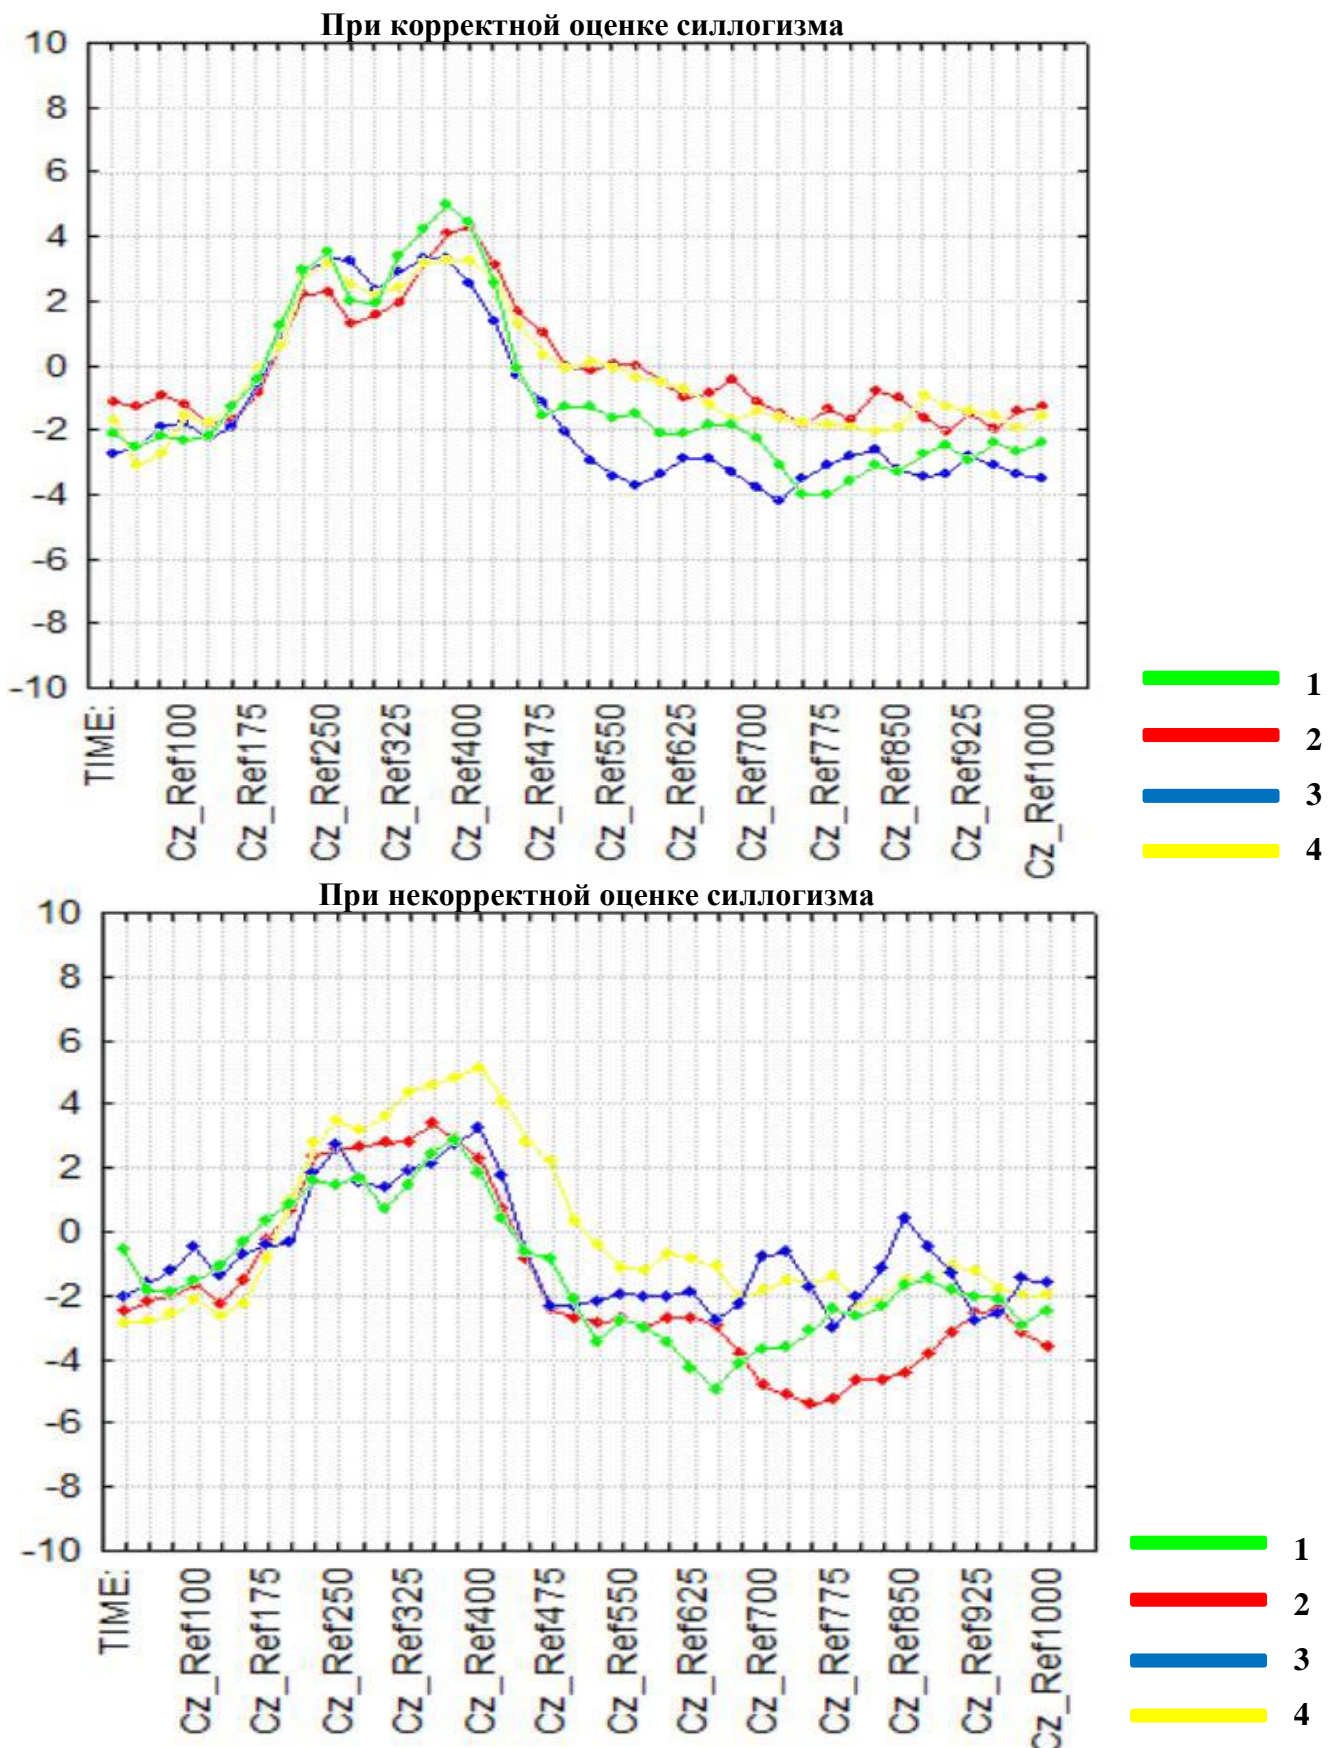 При корректной оценке силлогизма
10
8
6
4
2
0
-2
-4
-6
-8
-10
TIME:
Cz_Ref100
Cz_Ref175
Cz_Ref250
Cz_Ref325
Cz_Ref400
Cz_Ref475
Cz_Ref550
Cz_Ref625
Cz_Ref700
Cz_Ref775
Cz_Ref850
Cz_Ref925
Cz_Ref1000
1
2
3
4
При некорректной оценке силлогизма
10
8
6
4
2
0
-2
-4
-6
-8
-10
TIME:
Cz_Ref100
Cz_Ref175
Cz_Ref250
Cz_Ref325
Cz_Ref400
Cz_Ref475
Cz_Ref550
Cz_Ref625
Cz_Ref700
Cz_Ref775
Cz_Ref850
Cz_Ref925
Cz_Ref1000
1
2
3
4